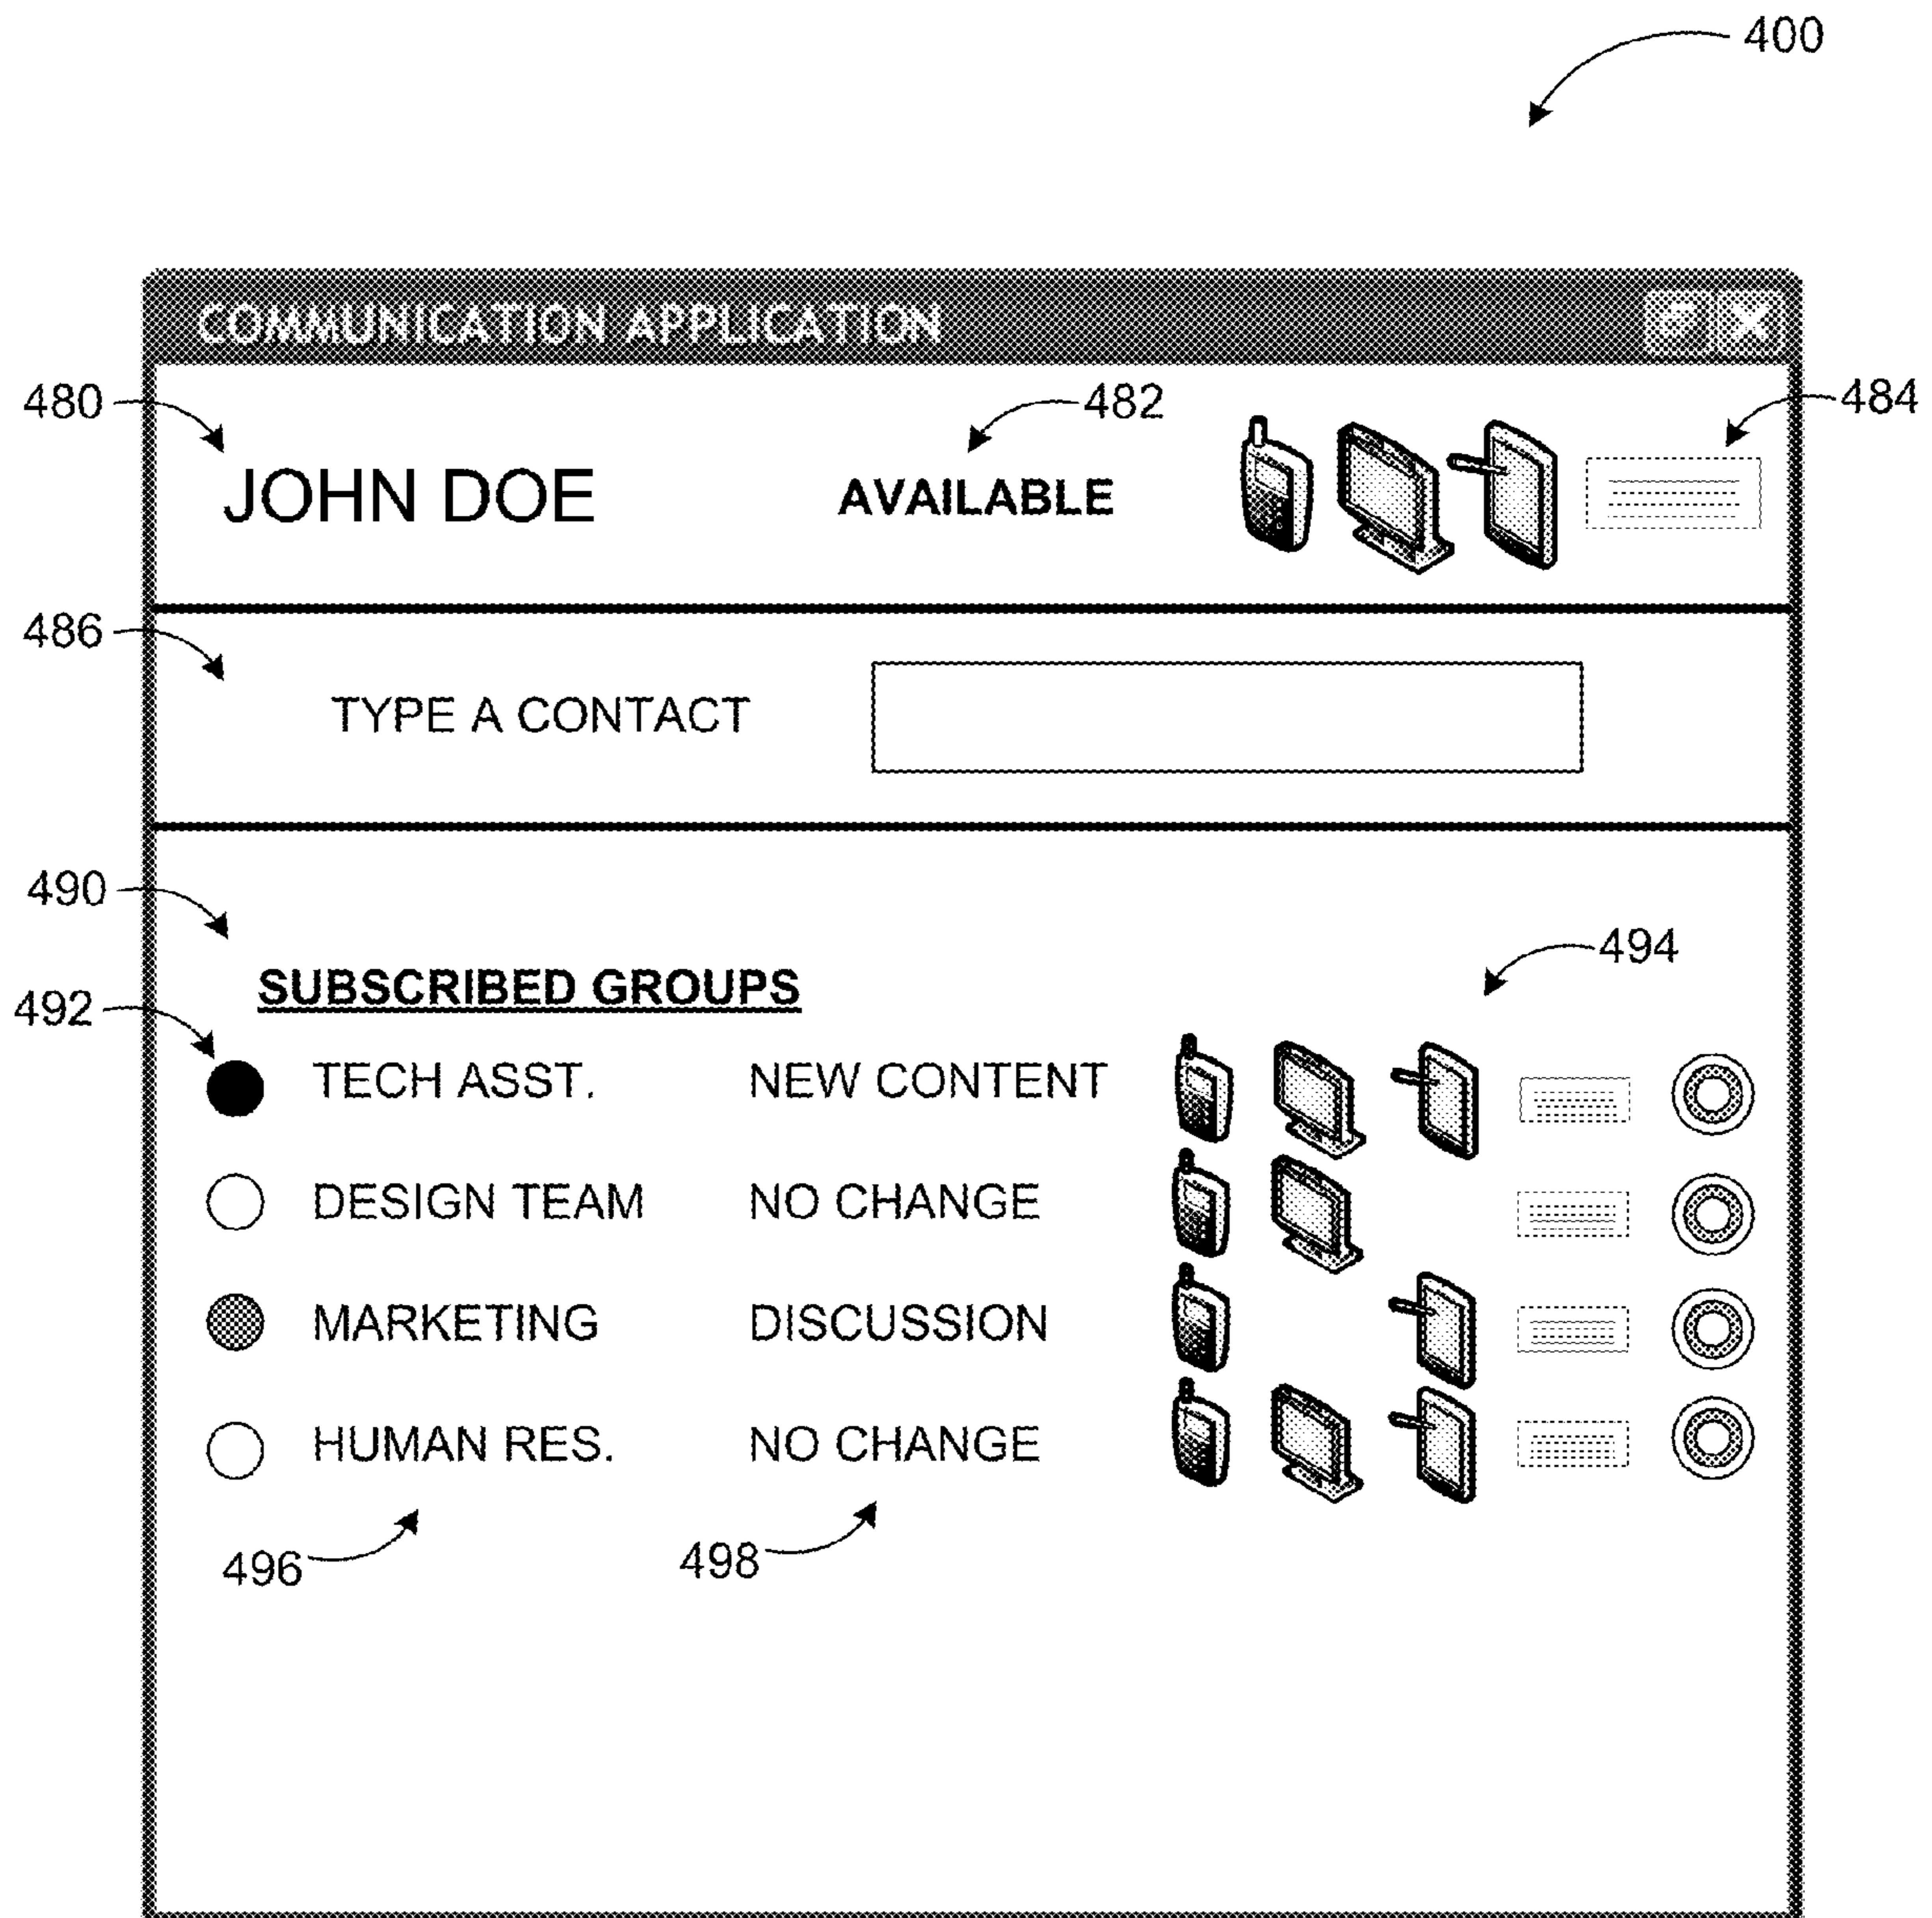 400
COMMUNICATION APPLICATION
480
482
484
JOHN DOE
AVAILABLE
486
TYPE A CONTACT
490
494
SUBSCRIBED GROUPS
492
TECH ASST. NEW CONTENT
DESIGN TEAM NO CHANGE
MARKETING DISCUSSION
HUMAN RES. NO CHANGE
496
498